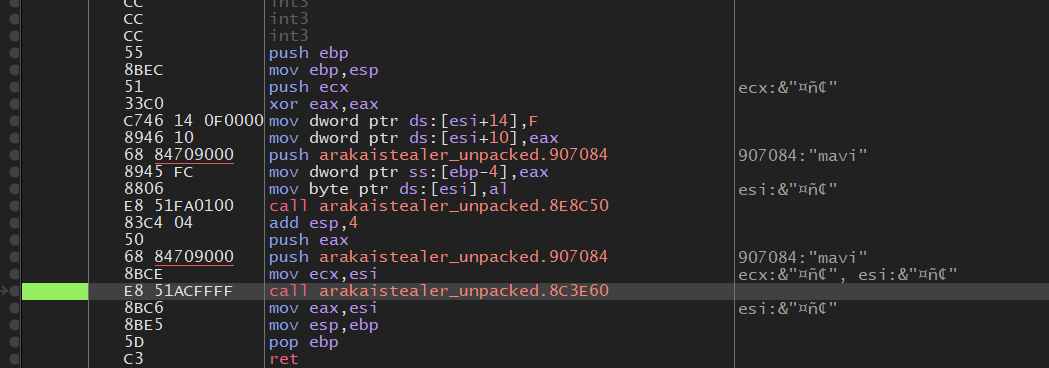 CC int3
CC int3
CC int3
55 push ebp
8BEC mov ebp,esp
51 push ecx ecx:&"¤ñ¢"
33C0 xor eax,eax
C746 14 0F0000 mov dword ptr ds:[esi+14],F
8946 10 mov dword ptr ds:[esi+10],eax
68 84709000 push arakaistealer_unpacked.907084 907084:"mavi"
8945 FC mov dword ptr ss:[ebp-4],eax
8806 mov byte ptr ds:[esi],al esi:&"¤ñ¢"
E8 51FA0100 call arakaistealer_unpacked.8E8C50
83C4 04 add esp,4
50 push eax
68 84709000 push arakaistealer_unpacked.907084 907084:"mavi"
8BCE mov ecx,esi ecx:&"¤ñ¢", esi:&"¤ñ¢"
E8 51ACFFFF call arakaistealer_unpacked.8C3E60
8BC6 mov eax,esi esi:&"¤ñ¢"
8BE5 mov esp,ebp
5D pop ebp
C3 ret